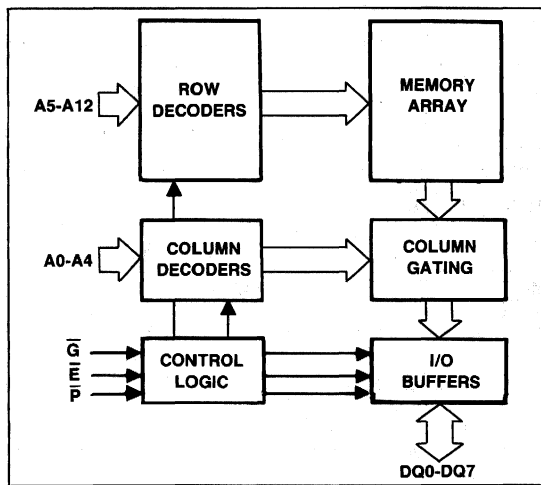 ROW
DECODERS
MEMORY
ARRAY
A5-A12
COLUMN
DECODERS
COLUMN
GATING
A0-A4
G̅
E̅
P̅
CONTROL
LOGIC
I/O
BUFFERS
DQ0-DQ7